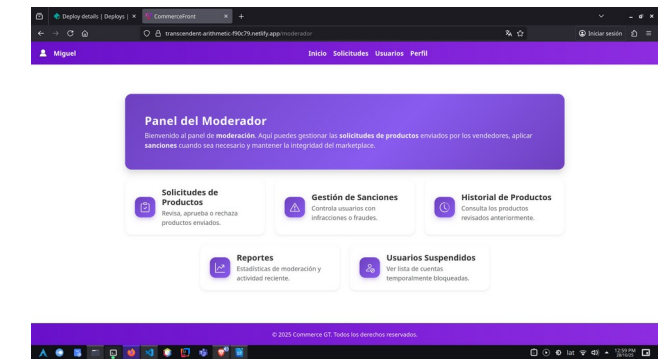 Deploy details | Deploys |
CommerceFront
transcendent-arithmetic-f90c79.netlify.app/moderador
Iniciar sesión
Miguel
Inicio Solicitudes Usuarios Perfil
Panel del Moderador
Bienvenido al panel de moderación. Aquí puedes gestionar las solicitudes de productos enviados por los vendedores, aplicar
sanciones cuando sea necesario y mantener la integridad del marketplace.
Solicitudes de
Productos
Revisa, aprueba o rechaza
productos enviados.
Gestión de Sanciones
Controla usuarios con
infracciones o fraudes.
Historial de Productos
Consulta los productos
revisados anteriormente.
Reportes
Estadísticas de moderación y
actividad reciente.
Usuarios Suspendidos
Ver lista de cuentas
temporalmente bloqueadas.
© 2025 Commerce GT. Todos los derechos reservados.
lat
12:59 PM
28/10/25